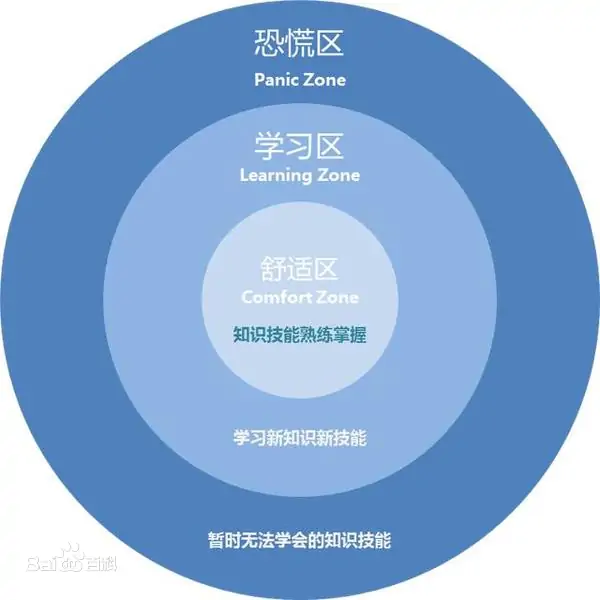 恐慌区
Panic Zone
学习区
Learning Zone
舒适区
Comfort Zone
知识技能熟练掌握
学习新知识新技能
暂时无法学会的知识技能
Bai百科